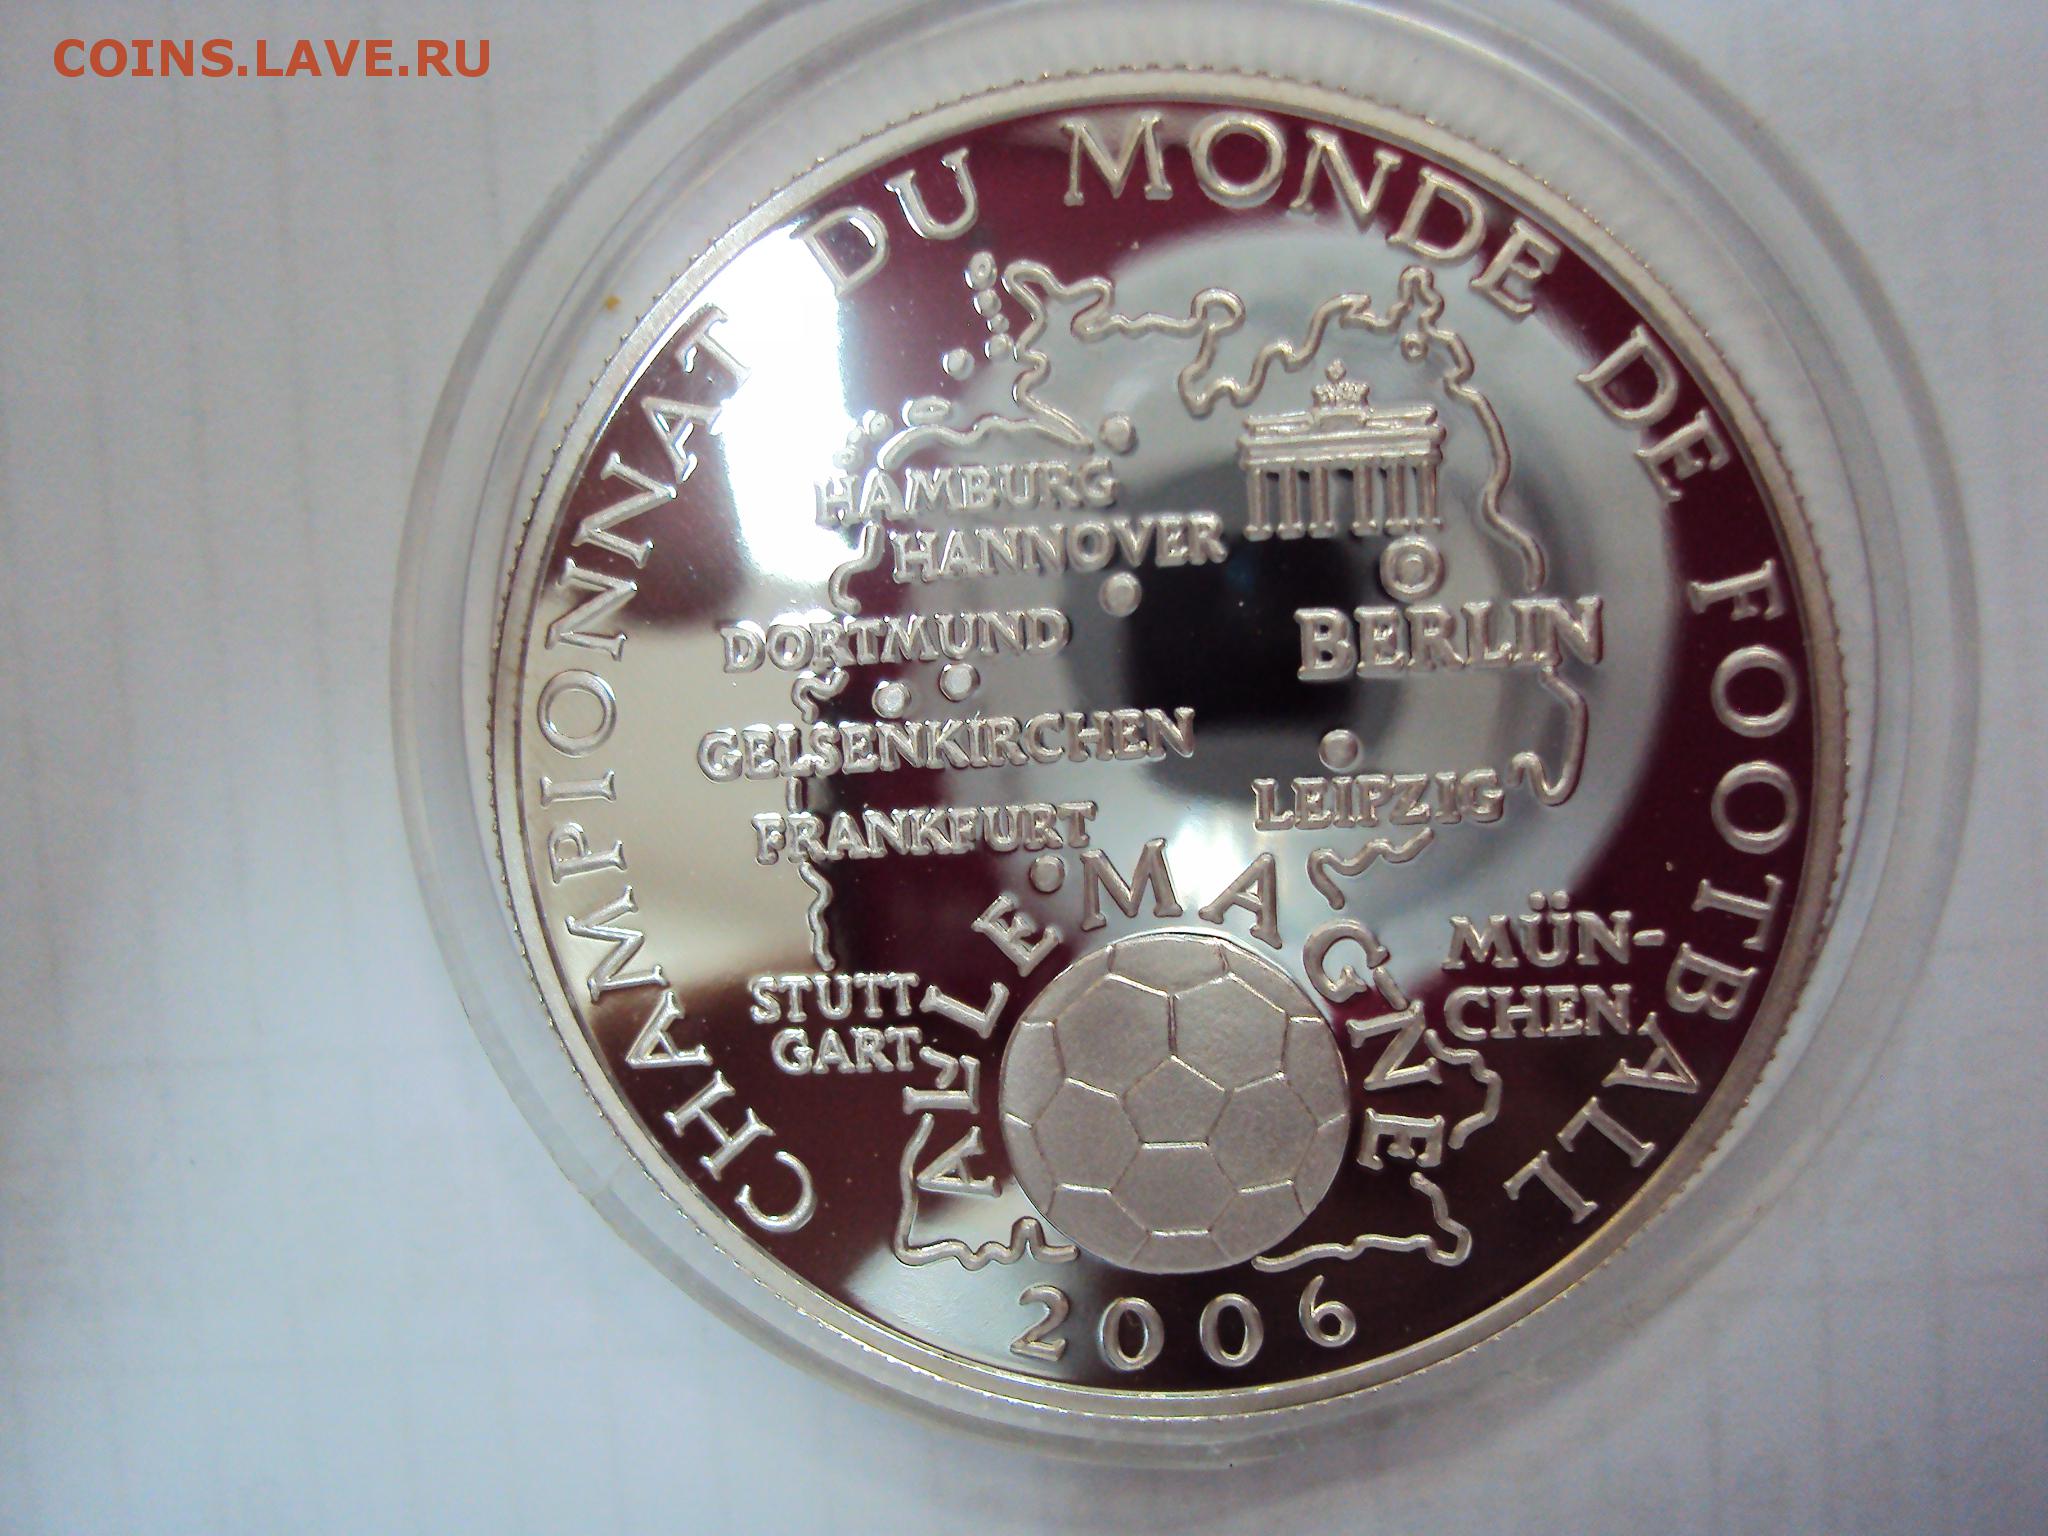 COINS.LAVE.RU
CHAMPIONNAT DU MONDE DE FOOTBALL
HAMBURG
HANNOVER
BERLIN
DORTMUND
GELSENKIRCHEN
LEIPZIG
FRANKFURT
MÜN-
CHEN
STUTT
GART
ALLEMAGNE
2006